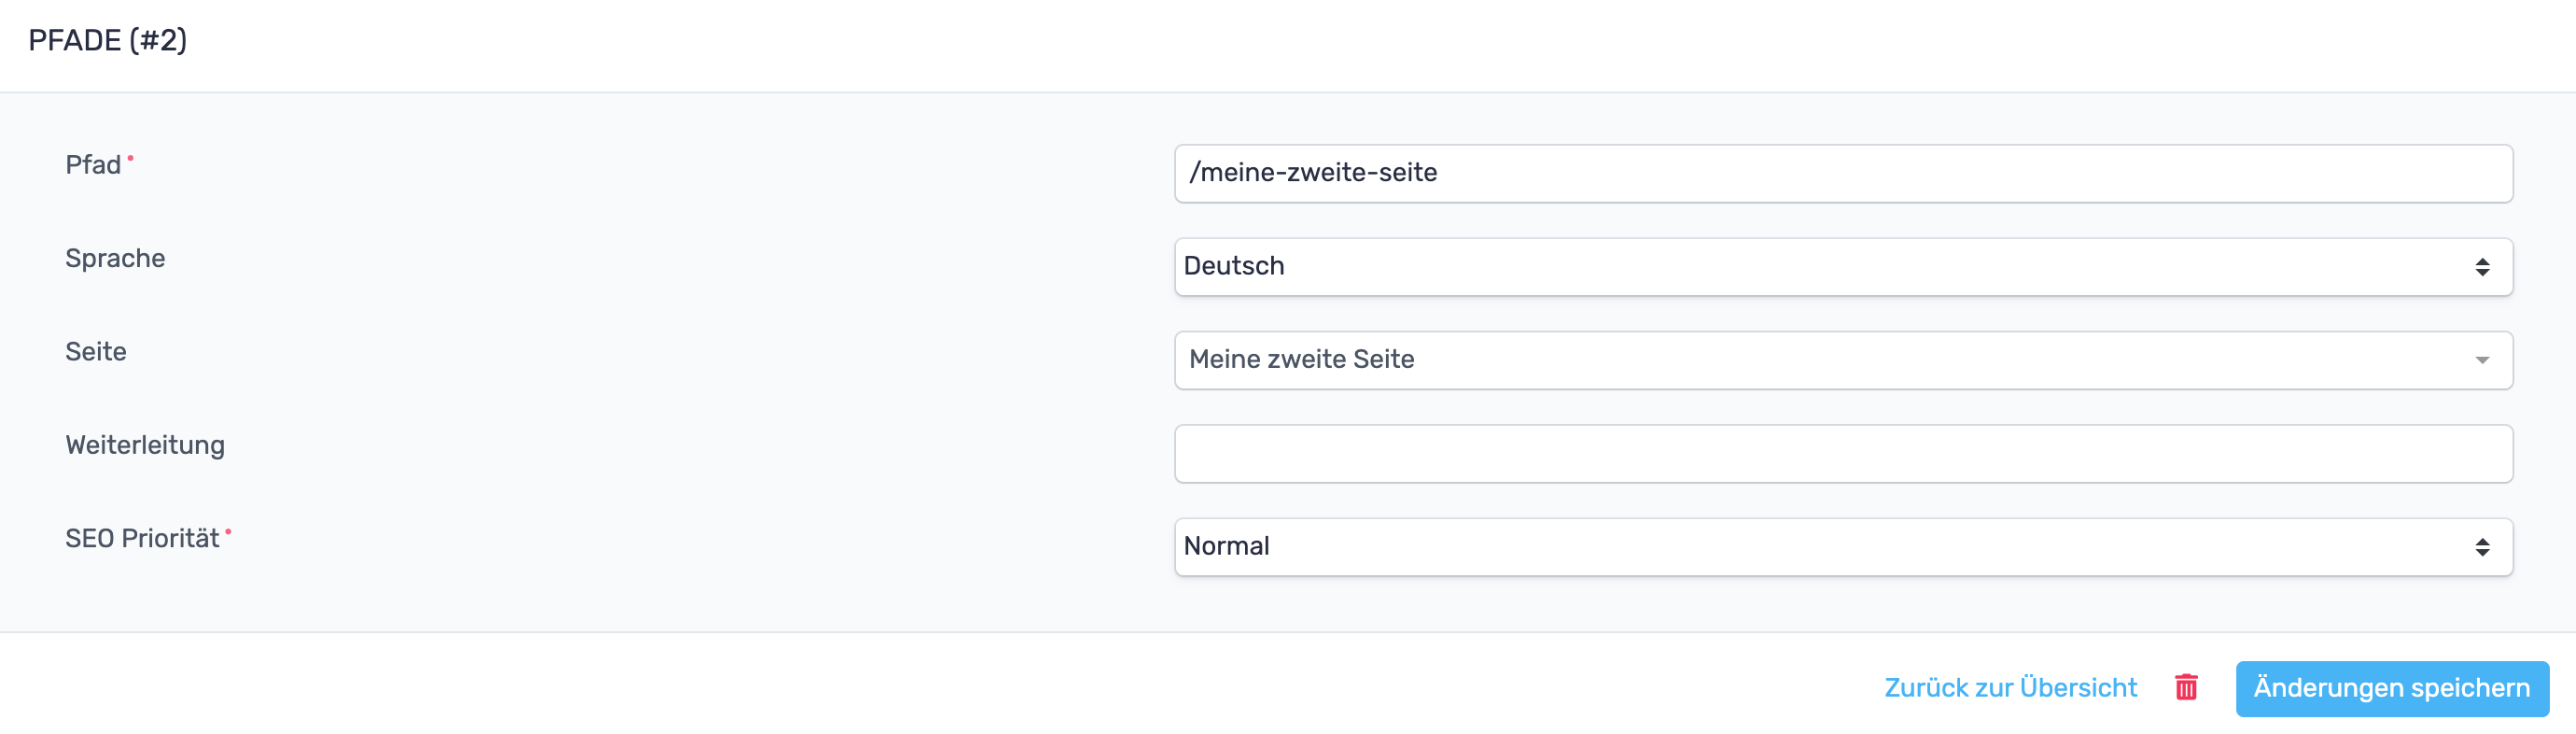 PFADE (#2)
Pfad
/meine-zweite-seite
Sprache
Deutsch
Seite
Meine zweite Seite
Weiterleitung
SEO Priorität
Normal
Zurück zur Übersicht
Änderungen speichern